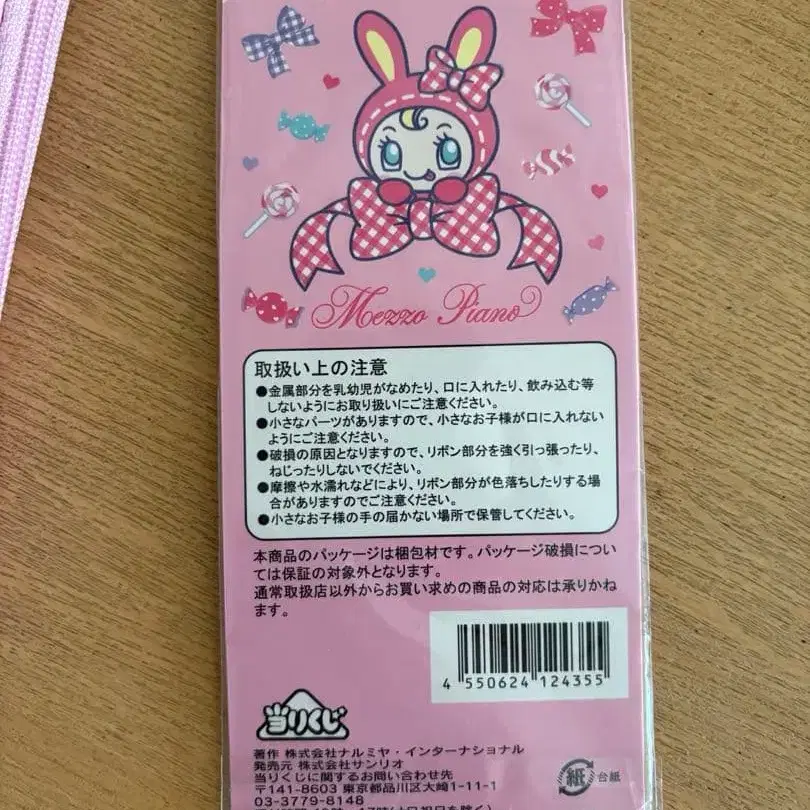 Mezzo Piano
取扱い上の注意
●金属部分を乳幼児がなめたり、口に入れたり、飲み込む等
しないようにお取り扱いにご注意ください。
●小さなパーツがありますので、小さなお子様が口に入れない
ようにご注意ください。
●破損の原因となりますので、リボン部分を強く引っ張ったり、
ねじったりしないでください。
●摩擦や水濡れなどにより、リボン部分が色落ちしたりする場
合がありますのでご注意ください。
●小さなお子様の手の届かない場所で保管してください。
本商品のパッケージは梱包材です。パッケージ破損につい
ては保証の対象外となります。
通常取扱店以外からお買い求めの商品の対応は承りかね
ます。
4 550624 124355
当りくじ
著作 株式会社ナルミヤ・インターナショナル
発売元 株式会社サンリオ
当りくじに関するお問い合わせ先
〒141-8603 東京都品川区大崎1-11-1
03-3779-8148
紙 台紙